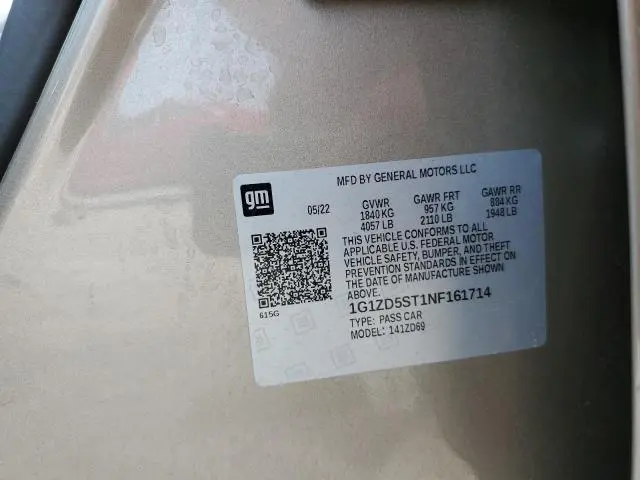 MFD BY GENERAL MOTORS LLC
gm
05/22
GVWR GAWR FRT GAWR RR
1840 KG 957 KG 884 KG
4057 LB 2110 LB 1948 LB
THIS VEHICLE CONFORMS TO ALL
APPLICABLE U.S. FEDERAL MOTOR
VEHICLE SAFETY, BUMPER, AND THEFT
PREVENTION STANDARDS IN EFFECT ON
THE DATE OF MANUFACTURE SHOWN
ABOVE.
615G
1G1ZD5ST1NF161714
TYPE: PASS CAR
MODEL: 141ZD69